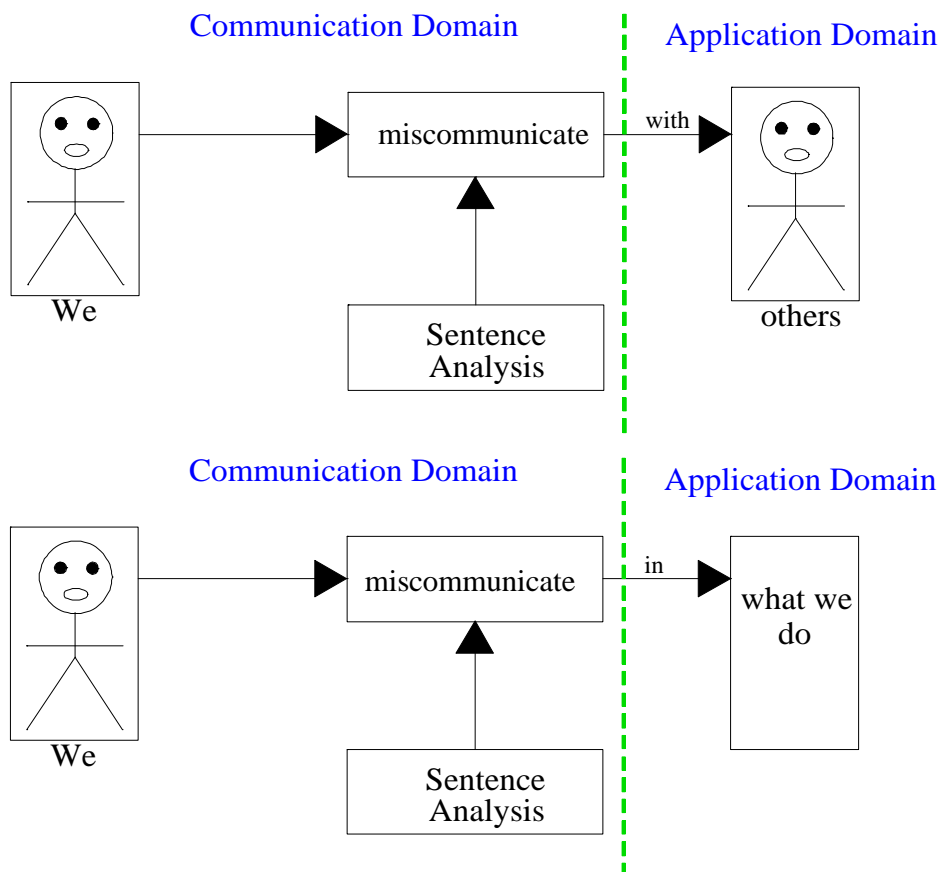 Communication Domain
Application Domain
miscommunicate
with
We
others
Sentence
Analysis
Communication Domain
Application Domain
miscommunicate
in
what we
do
We
Sentence
Analysis